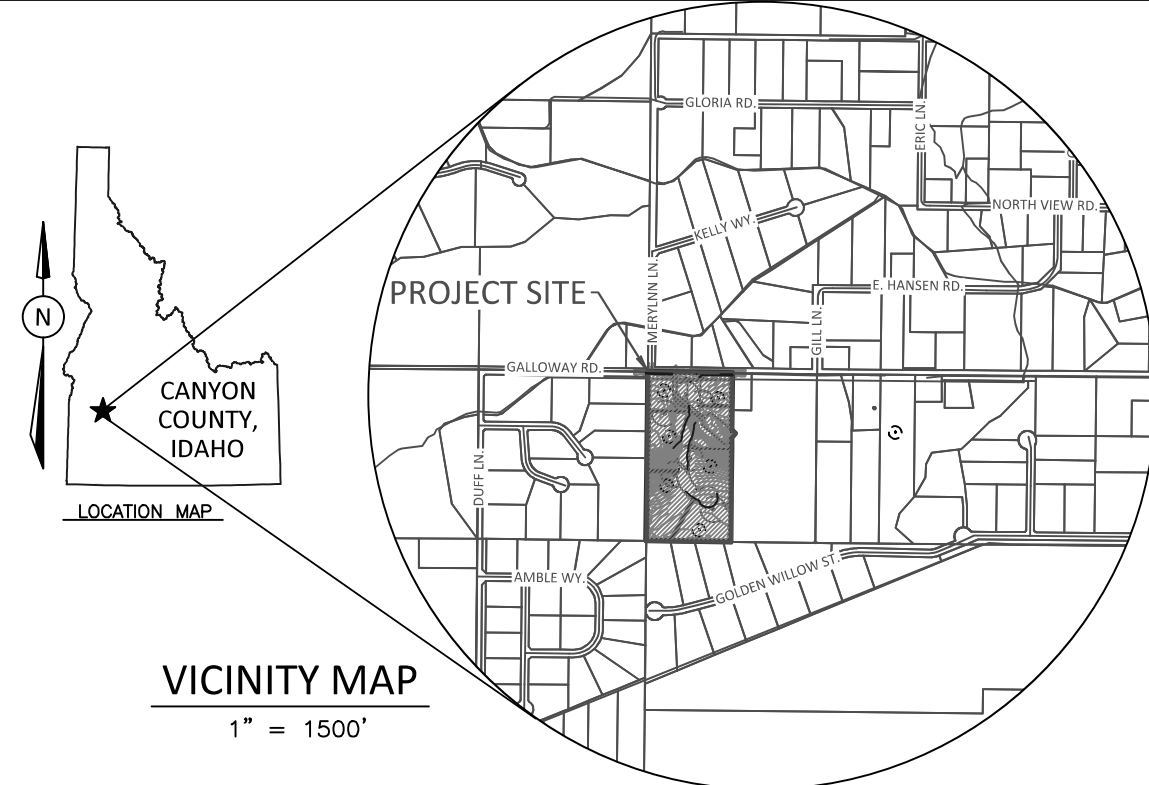 GLORIA RD.
ERIC LN.
NORTH VIEW RD.
KELLY WY.
MERYLNN LN.
E. HANSEN RD.
PROJECT SITE
GILL LN.
GALLOWAY RD.
N
CANYON
COUNTY,
IDAHO
LOCATION MAP
DUFF LN.
AMBLE WY.
GOLDEN WILLOW ST.
VICINITY MAP
1" = 1500'